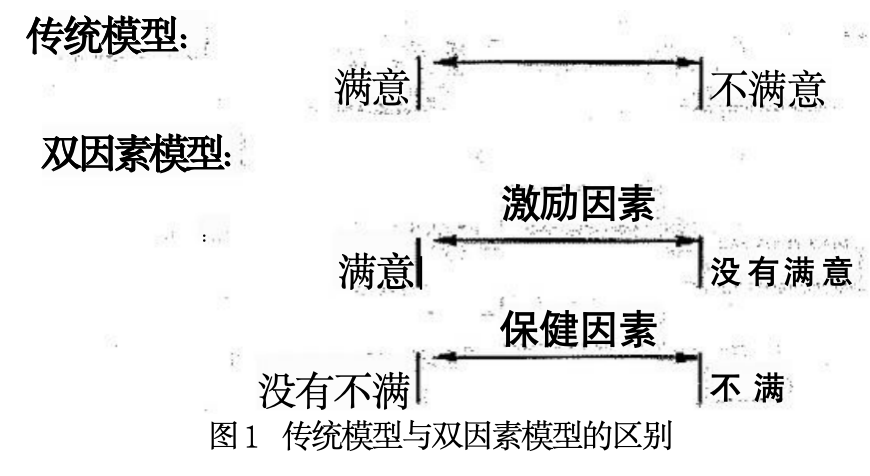 传统模型：
满意 不满意
双因素模型：
激励因素
满意 没有满意
保健因素
没有不满 不满
图1 传统模型与双因素模型的区别